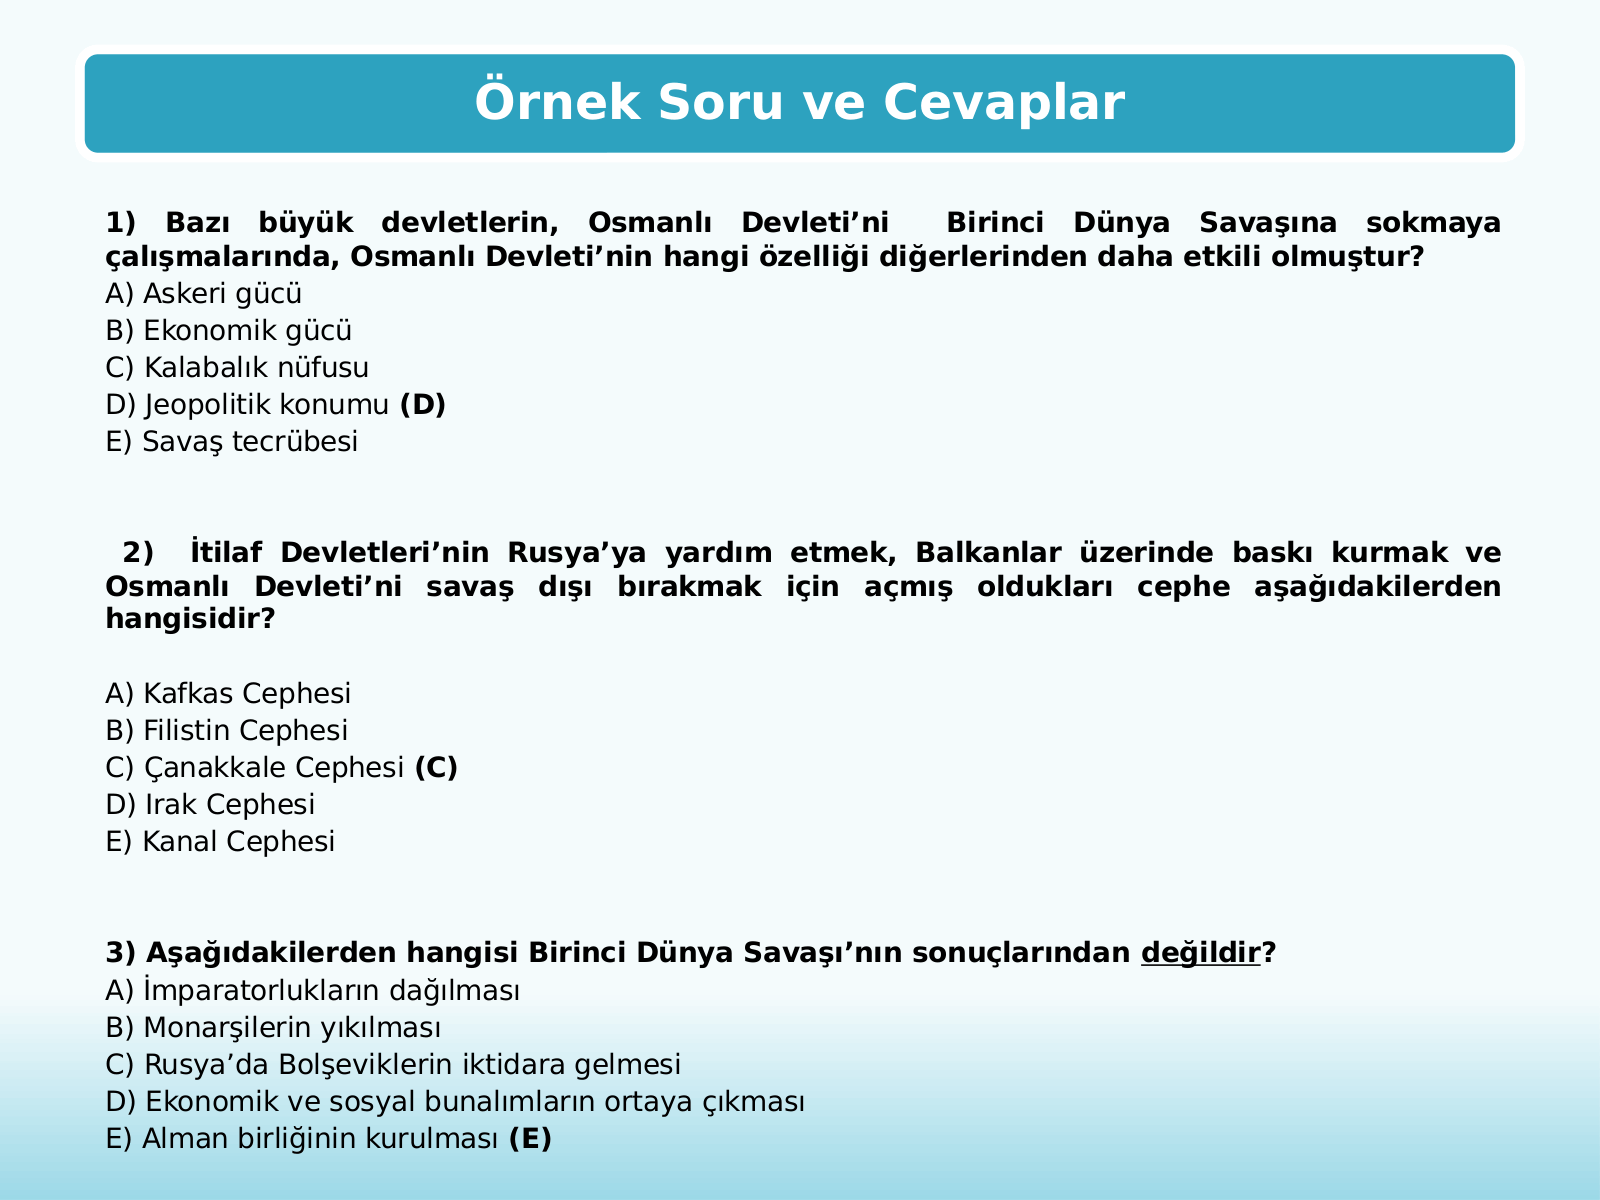 Örnek Soru ve Cevaplar
1) Bazı büyük devletlerin, Osmanlı Devleti’ni Birinci Dünya Savaşına sokmaya
çalışmalarında, Osmanlı Devleti’nin hangi özelliği diğerlerinden daha etkili olmuştur?
A) Askeri gücü
B) Ekonomik gücü
C) Kalabalık nüfusu
D) Jeopolitik konumu (D)
E) Savaş tecrübesi
2) İtilaf Devletleri’nin Rusya’ya yardım etmek, Balkanlar üzerinde baskı kurmak ve
Osmanlı Devleti’ni savaş dışı bırakmak için açmış oldukları cephe aşağıdakilerden
hangisidir?
A) Kafkas Cephesi
B) Filistin Cephesi
C) Çanakkale Cephesi (C)
D) Irak Cephesi
E) Kanal Cephesi
3) Aşağıdakilerden hangisi Birinci Dünya Savaşı’nın sonuçlarından değildir?
A) İmparatorlukların dağılması
B) Monarşilerin yıkılması
C) Rusya’da Bolşeviklerin iktidara gelmesi
D) Ekonomik ve sosyal bunalımların ortaya çıkması
E) Alman birliğinin kurulması (E)